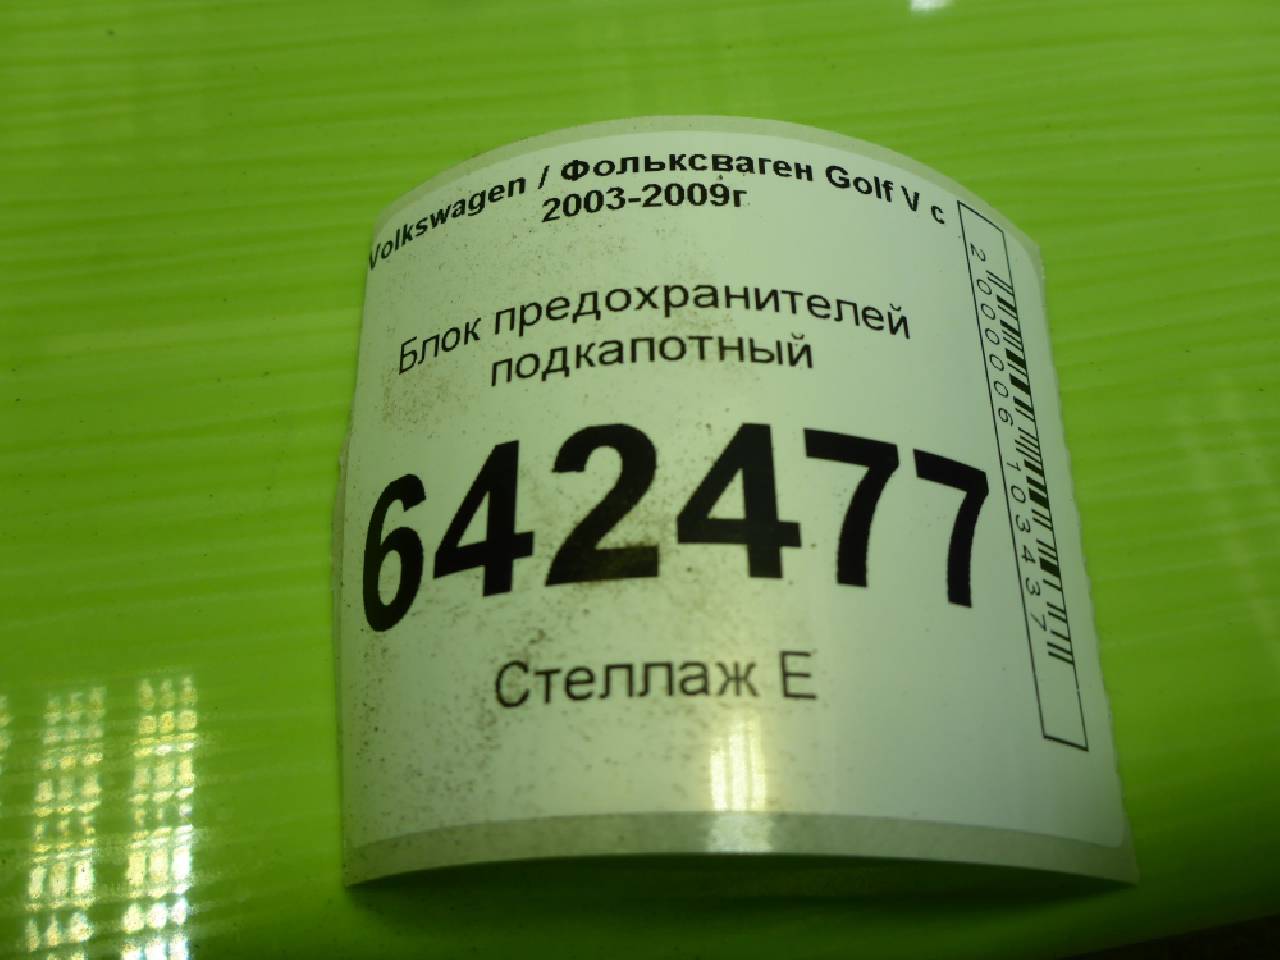 Volkswagen / Фольксваген Golf V с
2003-2009г
Блок предохранителей
подкапотный
642477
Стеллаж Е
2000006103437